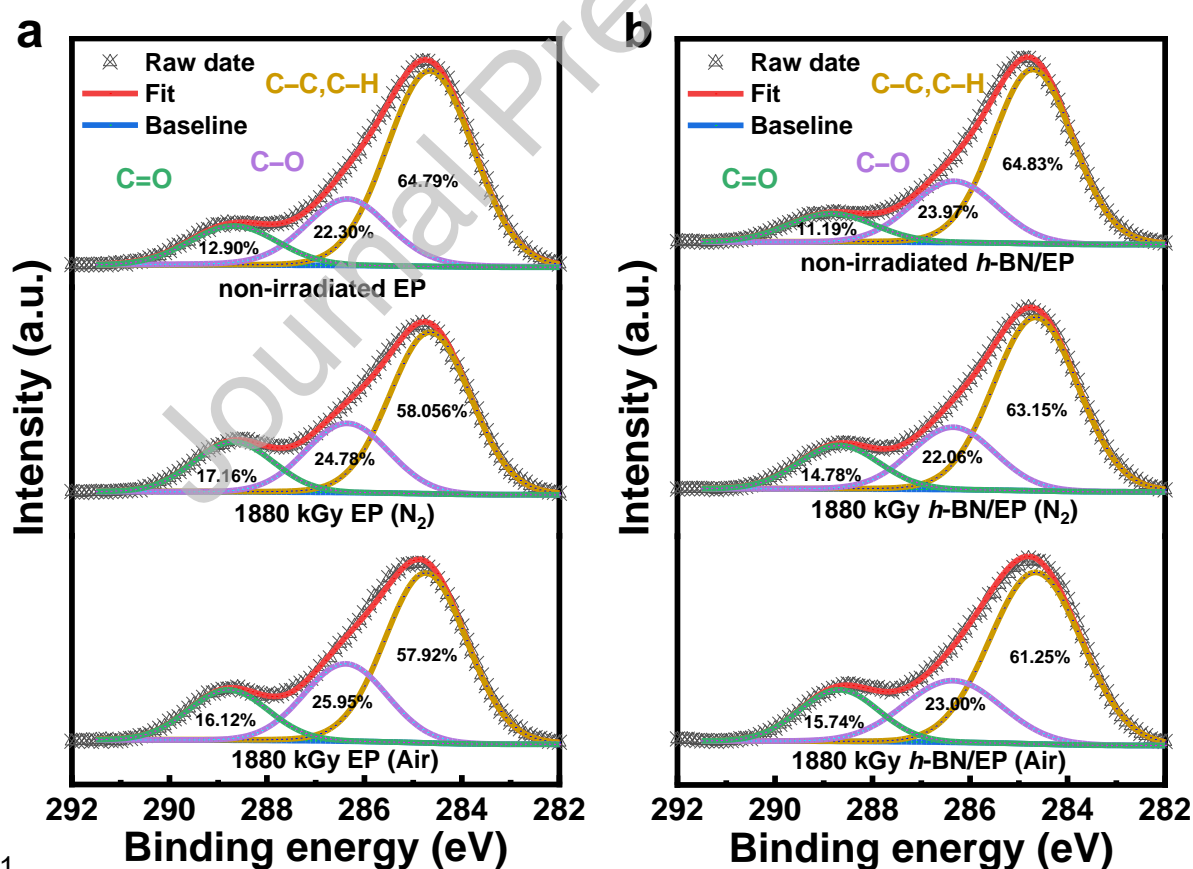 a
Raw date
Fit
Baseline
C–C,C–H
C–O
C=O
64.79%
22.30%
12.90%
non-irradiated EP
58.056%
24.78%
17.16%
1880 kGy EP (N₂)
57.92%
25.95%
16.12%
1880 kGy EP (Air)
292 290 288 286 284 282
Binding energy (eV)
Intensity (a.u.)
b
Raw date
Fit
Baseline
C–C,C–H
C–O
C=O
64.83%
23.97%
11.19%
non-irradiated h-BN/EP
63.15%
22.06%
14.78%
1880 kGy h-BN/EP (N₂)
61.25%
23.00%
15.74%
1880 kGy h-BN/EP (Air)
292 290 288 286 284 282
Binding energy (eV)
Intensity (a.u.)
Journal Pre
1